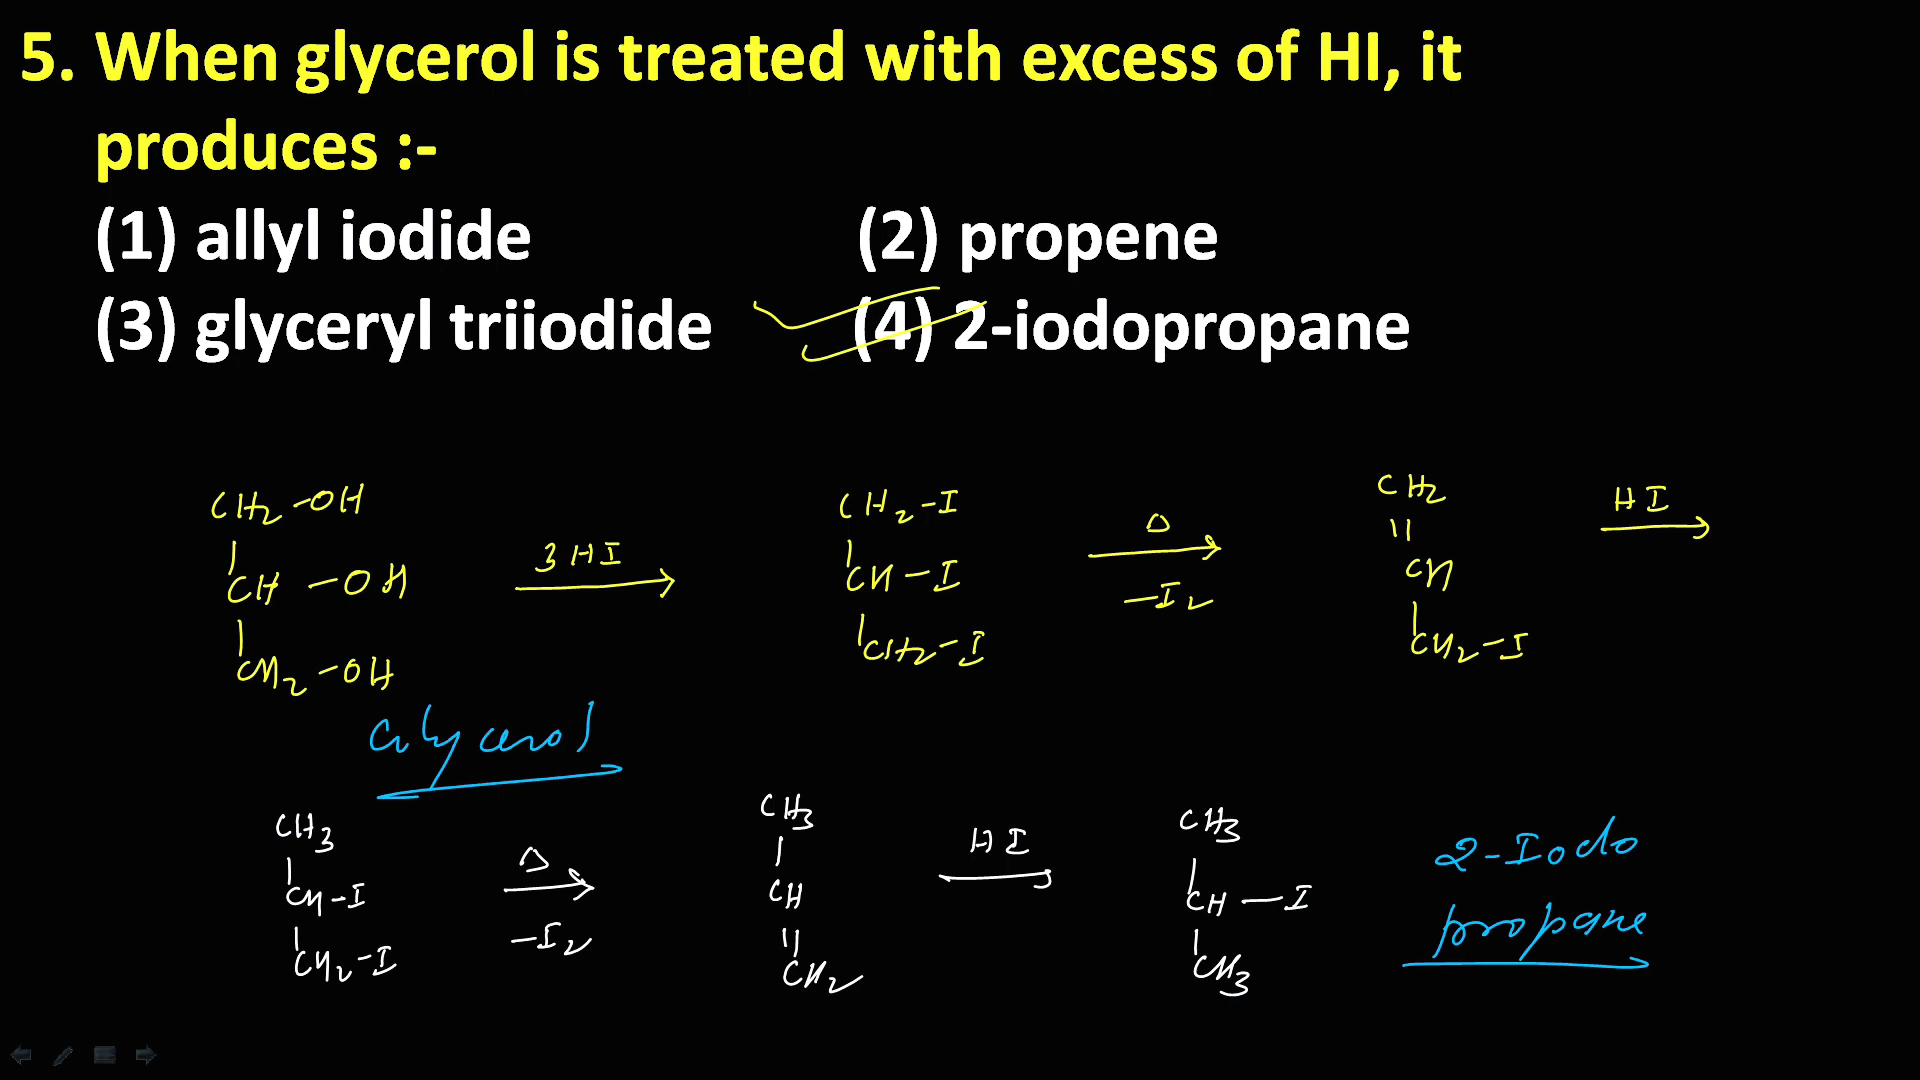 5. When glycerol is treated with excess of HI, it
produces :-
(1) allyl iodide (2) propene
(3) glyceryl triiodide (4) 2-iodopropane
CH2-OH
CH-OH
CH2-OH
3HI
CH2-I
CH-I
CH2-I
Δ
-I2
CH2
CH
CH2-I
HI
Glycerol
CH3
CH-I
CH2-I
Δ
-I2
CH3
CH
CH2
HI
CH3
CH-I
CH3
2-Iodo
propane